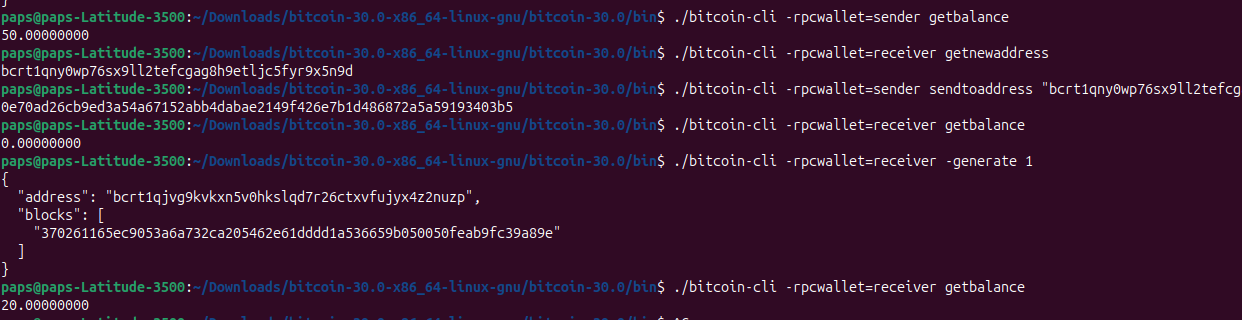 }
paps@paps-Latitude-3500:~/Downloads/bitcoin-30.0-x86_64-linux-gnu/bitcoin-30.0/bin$ ./bitcoin-cli -rpcwallet=sender getbalance
50.00000000
paps@paps-Latitude-3500:~/Downloads/bitcoin-30.0-x86_64-linux-gnu/bitcoin-30.0/bin$ ./bitcoin-cli -rpcwallet=receiver getnewaddress
bcrt1qny0wp76sx9ll2tefcgag8h9etljc5fyr9x5n9d
paps@paps-Latitude-3500:~/Downloads/bitcoin-30.0-x86_64-linux-gnu/bitcoin-30.0/bin$ ./bitcoin-cli -rpcwallet=sender sendtoaddress "bcrt1qny0wp76sx9ll2tefcg
0e70ad26cb9ed3a54a67152abb4dabae2149f426e7b1d486872a5a59193403b5
paps@paps-Latitude-3500:~/Downloads/bitcoin-30.0-x86_64-linux-gnu/bitcoin-30.0/bin$ ./bitcoin-cli -rpcwallet=receiver getbalance
0.00000000
paps@paps-Latitude-3500:~/Downloads/bitcoin-30.0-x86_64-linux-gnu/bitcoin-30.0/bin$ ./bitcoin-cli -rpcwallet=receiver -generate 1
{
  "address": "bcrt1qjvg9kvkxn5v0hkslqd7r26ctxvfujyx4z2nuzp",
  "blocks": [
    "370261165ec9053a6a732ca205462e61dddd1a536659b050050feab9fc39a89e"
  ]
}
paps@paps-Latitude-3500:~/Downloads/bitcoin-30.0-x86_64-linux-gnu/bitcoin-30.0/bin$ ./bitcoin-cli -rpcwallet=receiver getbalance
20.00000000